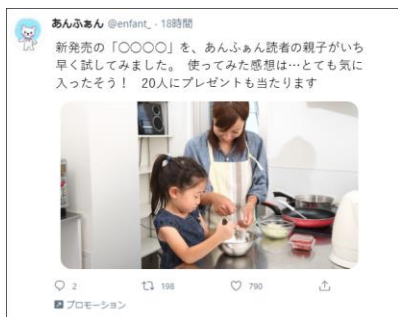 あんふぁん @enfant_・18時間
新発売の「〇〇〇〇」を、あんふぁん読者の親子がいち
早く試してみました。 使ってみた感想は…とても気に
入ったそう！ 20人にプレゼントも当たります
2 198 790
プロモーション